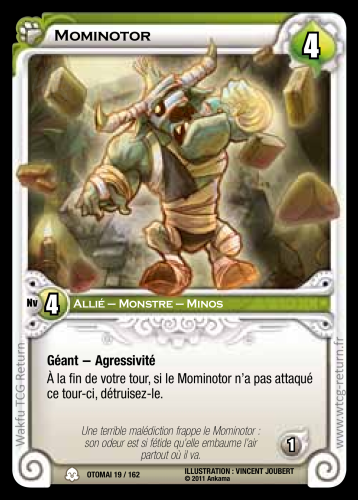 Mominotor
4
Nv 4 Allié – Monstre – Minos
Géant – Agressivité
À la fin de votre tour, si le Mominotor n'a pas attaqué
ce tour-ci, détruisez-le.
Une terrible malédiction frappe le Mominotor :
son odeur est si fétide qu'elle embaume l'air
partout où il va.
1
OTOMAI 19 / 162
ILLUSTRATION : VINCENT JOUBERT
© 2011 Ankama
Wakfu TCG Return
www.wtcg-return.fr